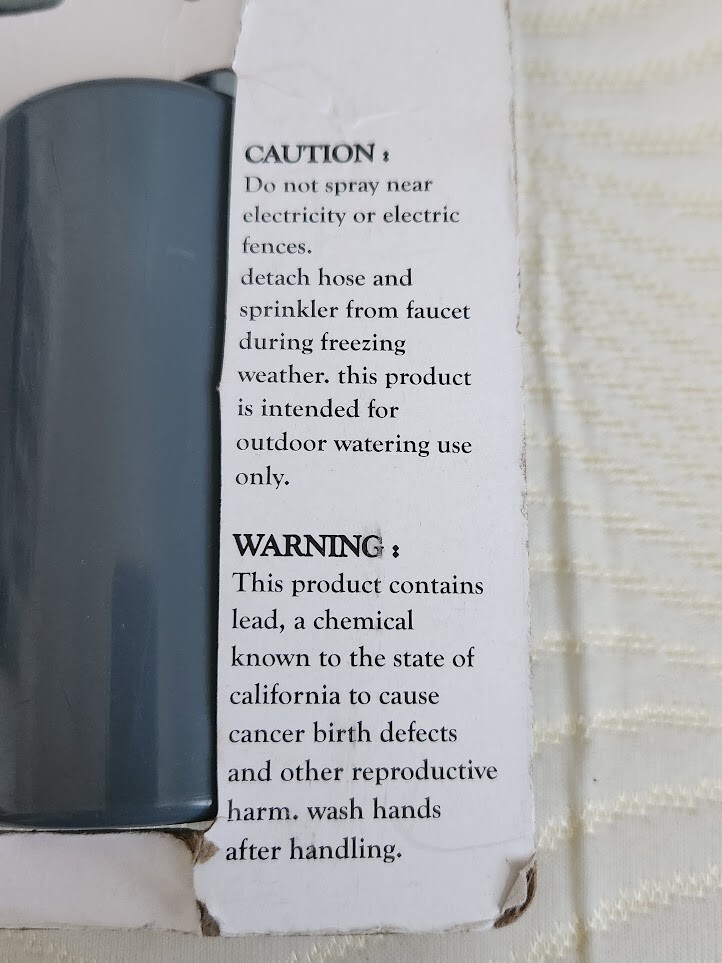 CAUTION :
Do not spray near
electricity or electric
fences.
detach hose and
sprinkler from faucet
during freezing
weather. this product
is intended for
outdoor watering use
only.
WARNING :
This product contains
lead, a chemical
known to the state of
california to cause
cancer birth defects
and other reproductive
harm. wash hands
after handling.